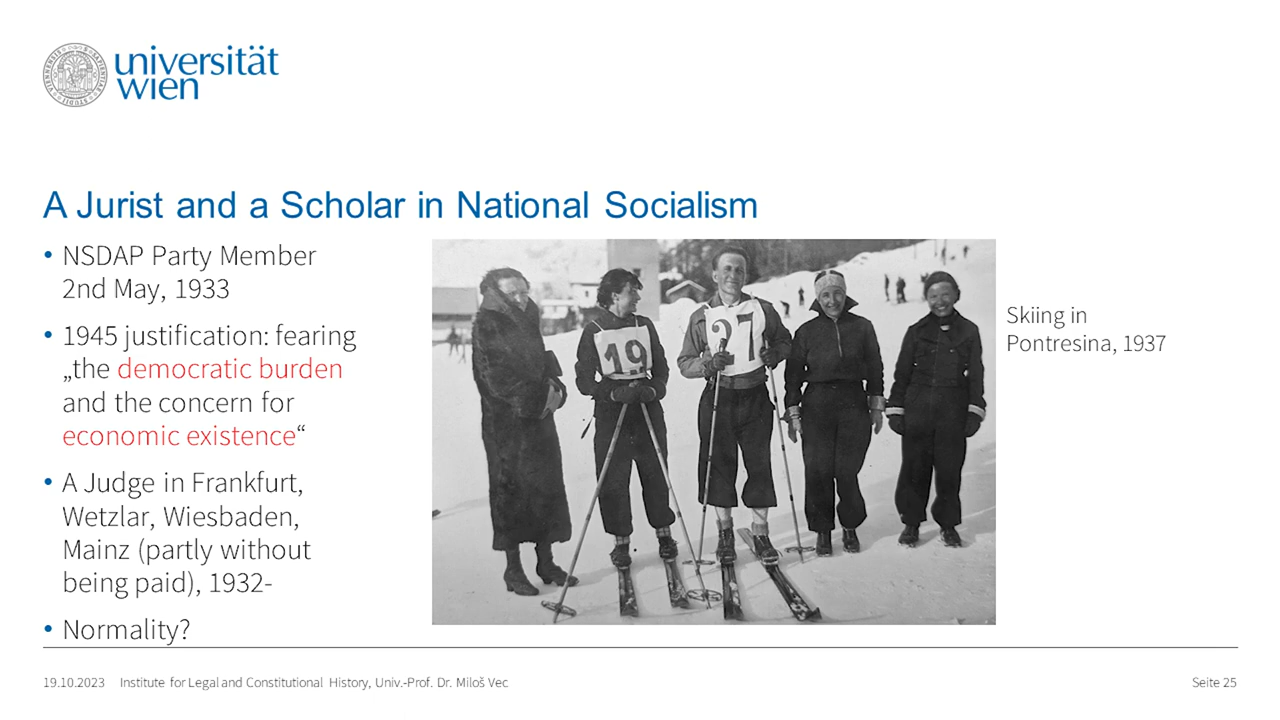 universität
wien
A Jurist and a Scholar in National Socialism
• NSDAP Party Member
2nd May, 1933
• 1945 justification: fearing
„the democratic burden
and the concern for
economic existence“
• A Judge in Frankfurt,
Wetzlar, Wiesbaden,
Mainz (partly without
being paid), 1932-
• Normality?
19
27
Skiing in
Pontresina, 1937
19.10.2023 Institute for Legal and Constitutional History, Univ.-Prof. Dr. Miloš Vec
Seite 25